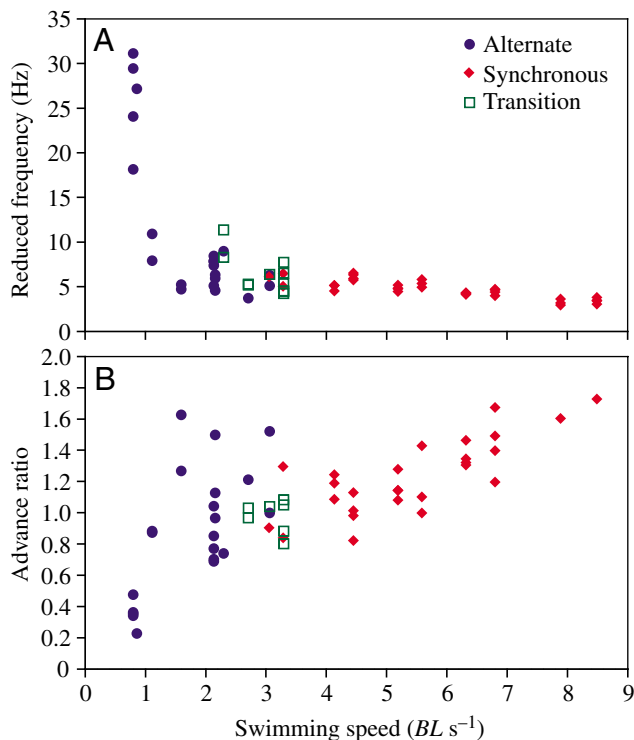 A
Alternate
Synchronous
Transition
Reduced frequency (Hz)
35
30
25
20
15
10
5
0
B
Advance ratio
2.0
1.8
1.6
1.4
1.2
1.0
0.8
0.6
0.4
0.2
0
0 1 2 3 4 5 6 7 8 9
Swimming speed (BL s⁻¹)